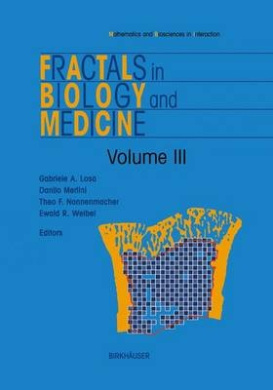 Mathematics and Biosciences in Interaction
FRACTALS in
BIOLOGY and
MEDICINE
Volume III
Gabriele A. Losa
Danilo Merlini
Theo F. Nonnenmacher
Ewald R. Weibel
Editors
BIRKHÄUSER